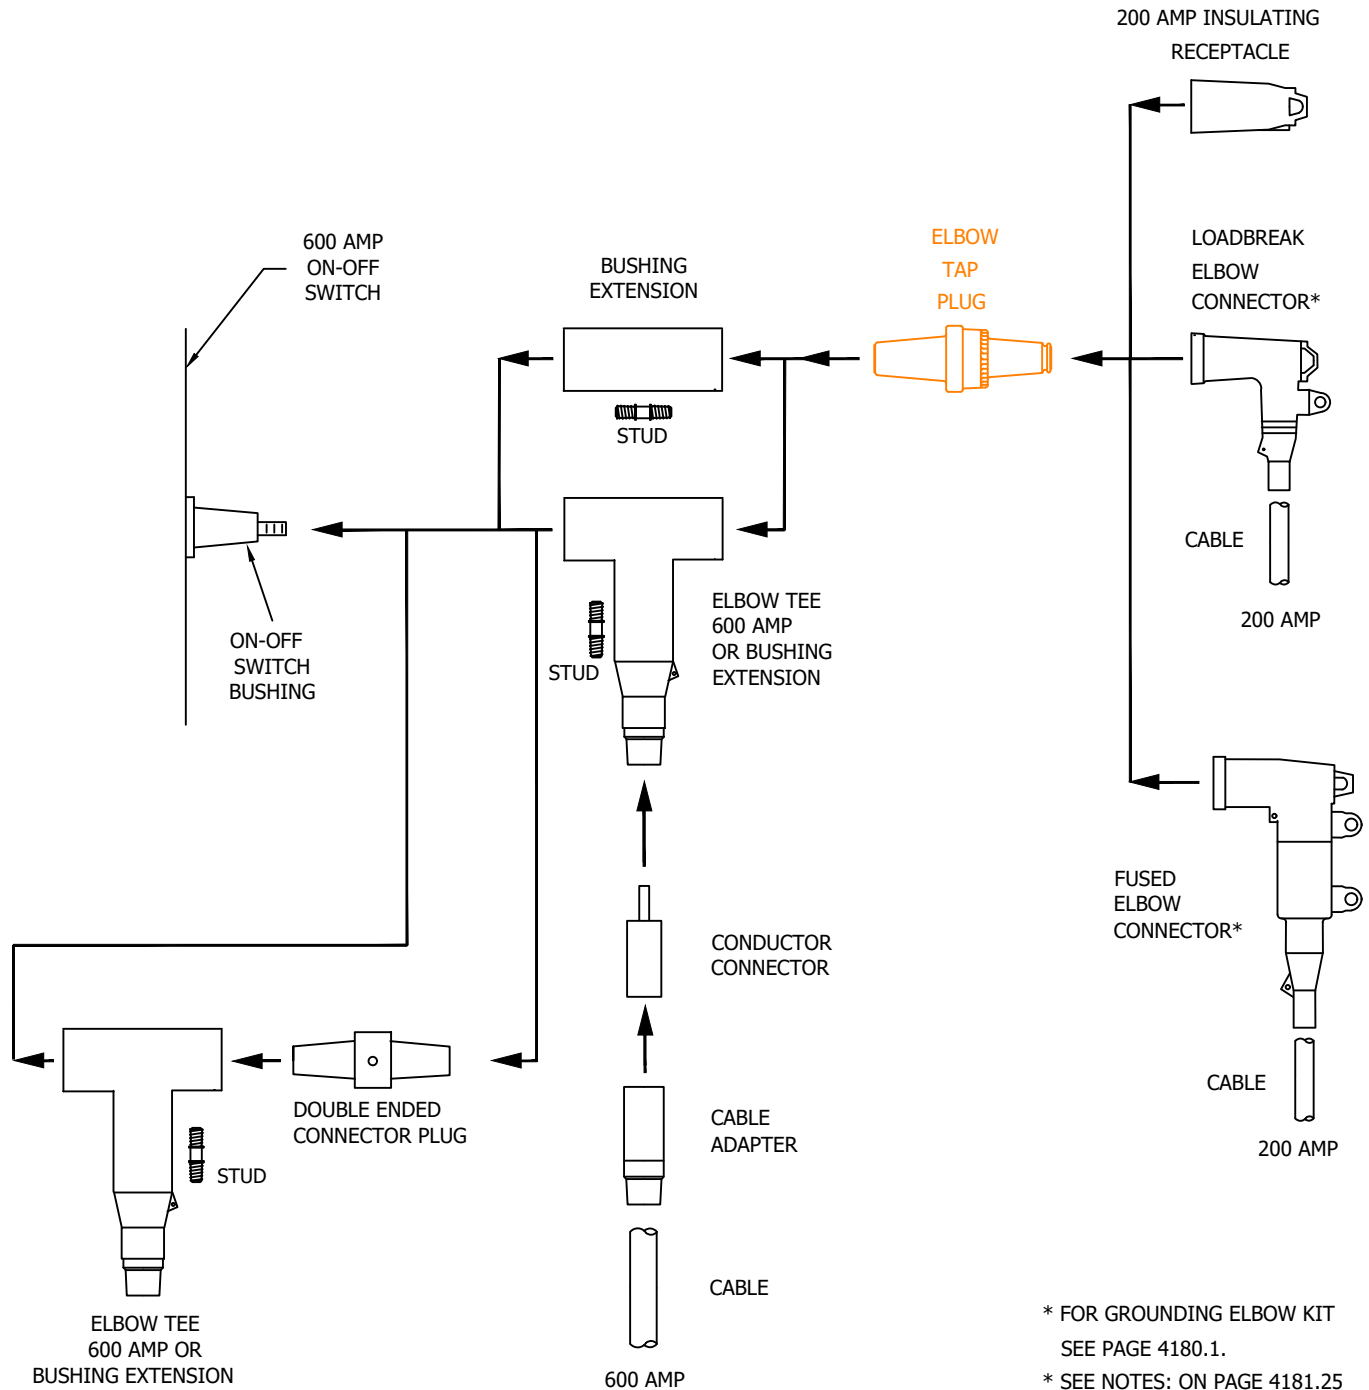 200 AMP INSULATING
RECEPTACLE
600 AMP
ON-OFF
SWITCH
BUSHING
EXTENSION
ELBOW
TAP
PLUG
LOADBREAK
ELBOW
CONNECTOR*
STUD
CABLE
200 AMP
ON-OFF
SWITCH
BUSHING
STUD
ELBOW TEE
600 AMP
OR BUSHING
EXTENSION
FUSED
ELBOW
CONNECTOR*
CONDUCTOR
CONNECTOR
CABLE
200 AMP
DOUBLE ENDED
CONNECTOR PLUG
STUD
CABLE
ADAPTER
CABLE
600 AMP
ELBOW TEE
600 AMP OR
BUSHING EXTENSION
* FOR GROUNDING ELBOW KIT
SEE PAGE 4180.1.
* SEE NOTES: ON PAGE 4181.25